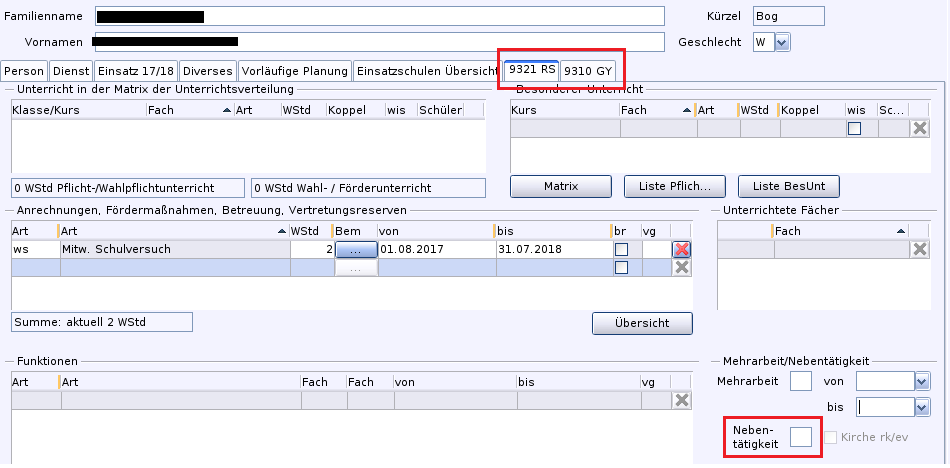 Familienname Kürzel Bog
Vornamen Geschlecht W
Person Dienst Einsatz 17/18 Diverses Vorläufige Planung Einsatzschulen Übersicht 9321 RS 9310 GY
Unterricht in der Matrix der Unterrichtsverteilung Besonderer Unterricht
Klasse/Kurs Fach Art WStd Koppel wis Schüler Kurs Fach Art WStd Koppel wis Sc...
0 WStd Pflicht-/Wahlpflichtunterricht 0 WStd Wahl- / Förderunterricht Matrix Liste Pflich... Liste BesUnt
Anrechnungen, Fördermaßnahmen, Betreuung, Vertretungsreserven Unterrichtete Fächer
Art Art WStd Bem von bis br vg Fach
ws Mitw. Schulversuch 2 ... 01.08.2017 31.07.2018
...
Summe: aktuell 2 WStd Übersicht
Funktionen Mehrarbeit/Nebentätigkeit
Art Art Fach Fach von bis vg Mehrarbeit von
bis
Neben-
tätigkeit Kirche rk/ev